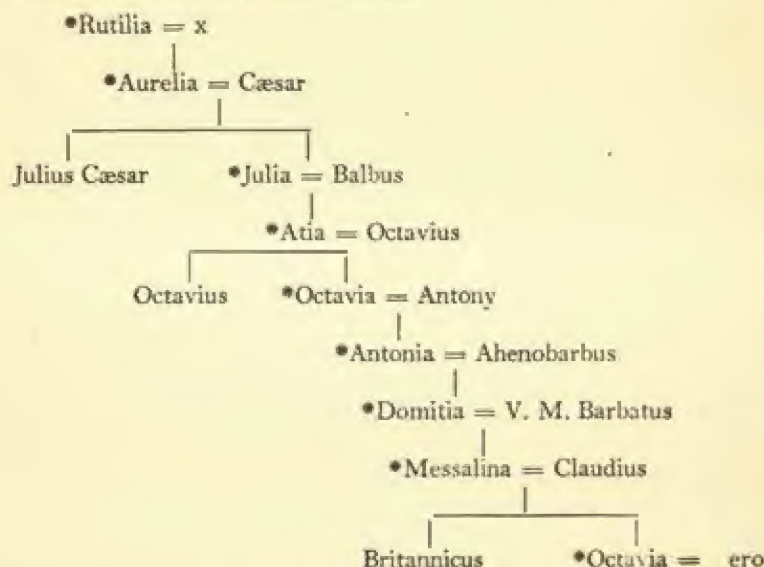 •Rutilia = x
•Aurelia = Cæsar
Julius Cæsar •Julia = Balbus
•Atia = Octavius
Octavius •Octavia = Antony
•Antonia = Ahenobarbus
•Domitia = V. M. Barbatus
•Messalina = Claudius
Britannicus •Octavia = ero